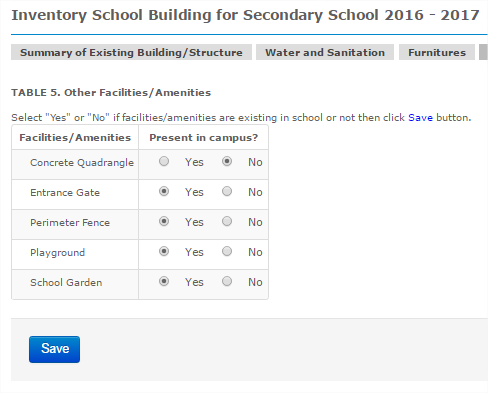 Inventory School Building for Secondary School 2016 - 2017
Summary of Existing Building/Structure Water and Sanitation Furnitures
TABLE 5. Other Facilities/Amenities
Select "Yes" or "No" if facilities/amenities are existing in school or not then click Save button.
Facilities/Amenities Present in campus?
Concrete Quadrangle Yes No
Entrance Gate Yes No
Perimeter Fence Yes No
Playground Yes No
School Garden Yes No
Save